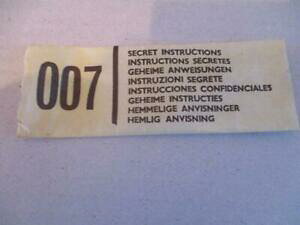 007
SECRET INSTRUCTIONS
INSTRUCTIONS SECRETES
GEHEIME ANWEISUNGEN
INSTRUZIONI SEGRETE
INSTRUCCIONES CONFIDENCIALES
GEHEIME INSTRUCTIES
HEMMELIGE ANVISNINGER
HEMLIG ANVISNING